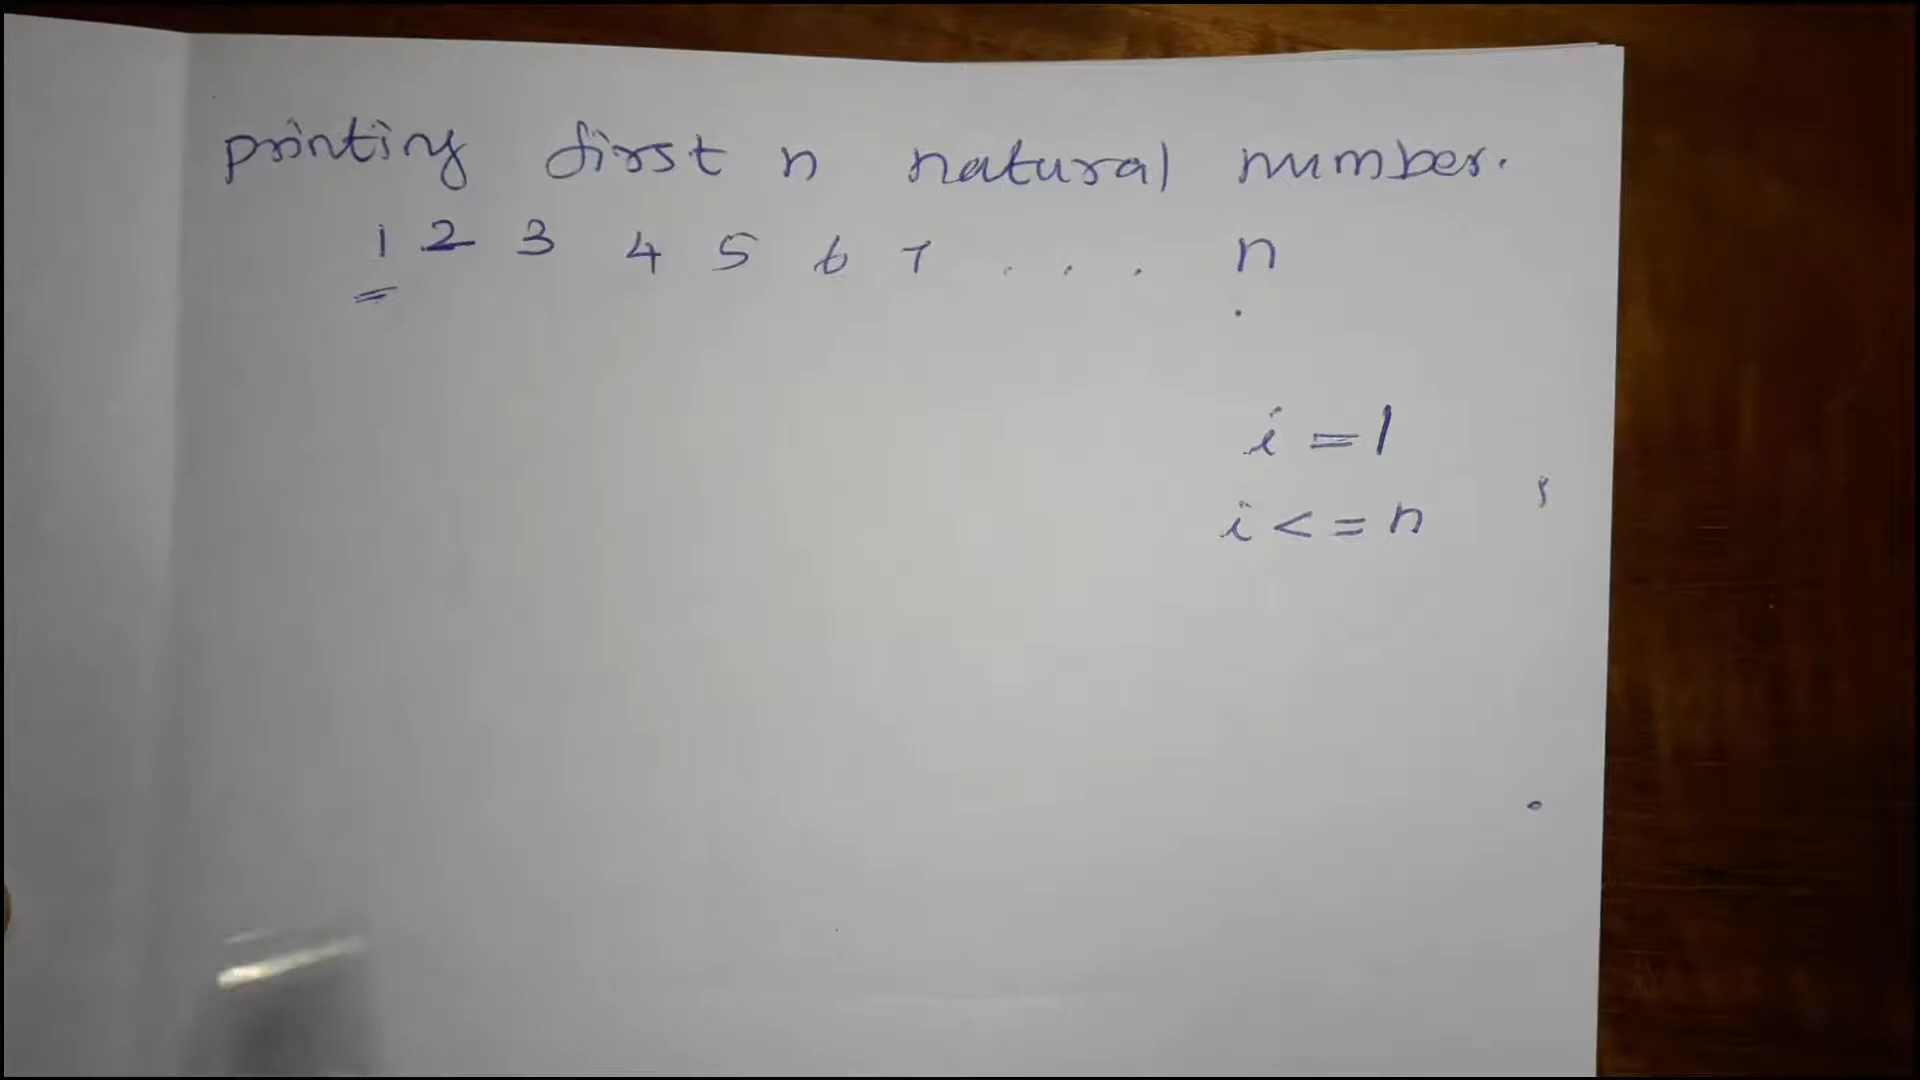 printing first n natural number.
1 2 3 4 5 6 7 . . . n
i = 1
i < = n